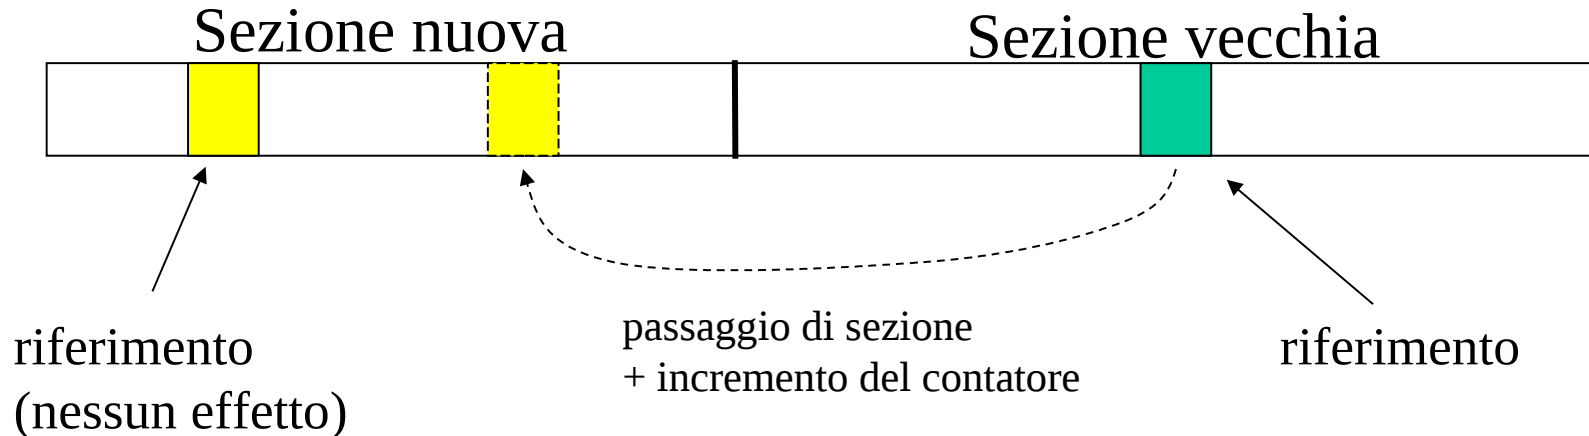 Sezione nuova
Sezione vecchia
riferimento
(nessun effetto)
passaggio di sezione
+ incremento del contatore
riferimento